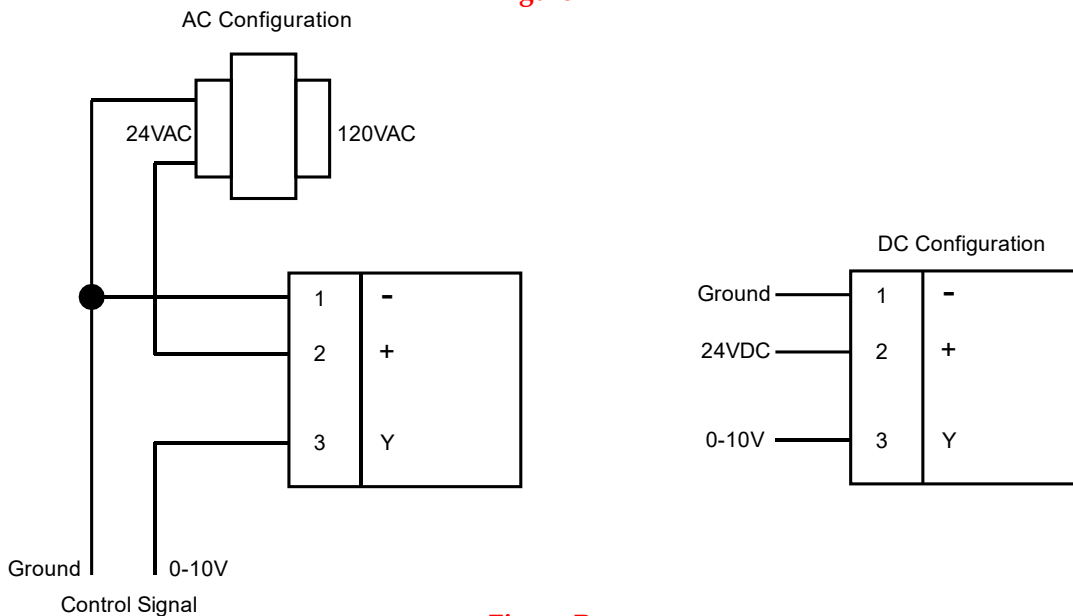 AC Configuration
24VAC
120VAC
1 -
2 +
3 Y
Ground
0-10V
Control Signal
DC Configuration
Ground
24VDC
0-10V
1 -
2 +
3 Y